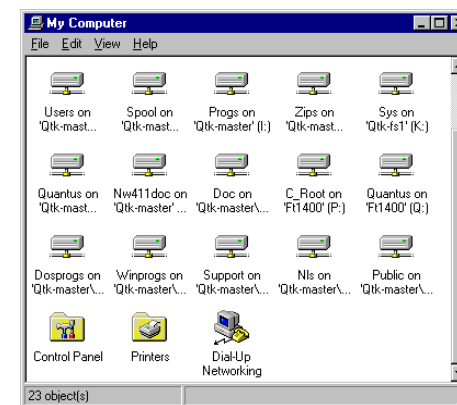 My Computer
File Edit View Help
Users on Spool on Progs on Zips on Sys on
'Qtk-mast... 'Qtk-mast... 'Qtk-master' (I:) 'Qtk-mast... 'Qtk-fs1' (K:)
Quantus on Nw411doc on Doc on C_Root on Quantus on
'Qtk-mast... 'Qtk-master' ... 'Qtk-master\... 'Ft1400' (P:) 'Ft1400' (Q:)
Dosprogs on Winprogs on Support on Nls on Public on
'Qtk-master\... 'Qtk-master\... 'Qtk-master\... 'Qtk-master\... 'Qtk-master\...
Control Panel Printers Dial-Up
Networking
23 object(s)